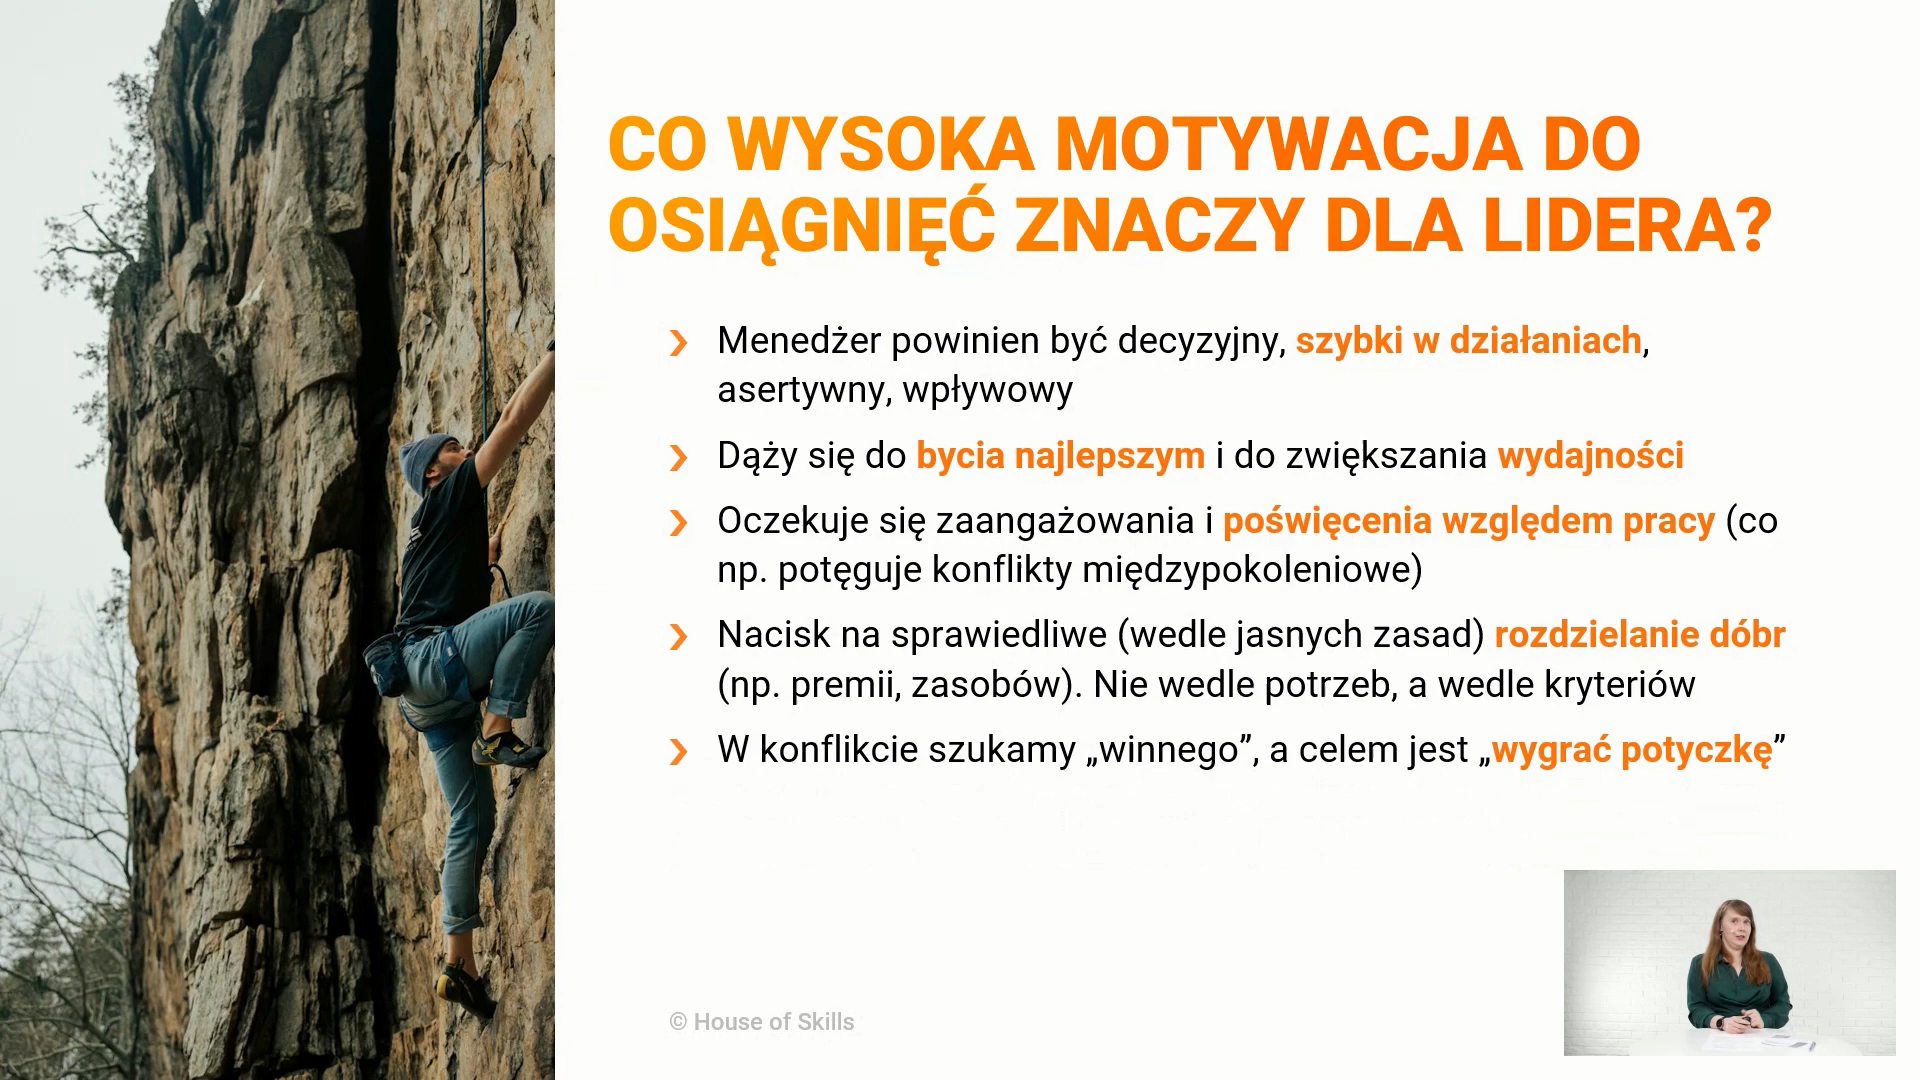 CO WYSOKA MOTYWACJA DO
OSIĄGNIĘĆ ZNACZY DLA LIDERA?
Menedżer powinien być decyzyjny, szybki w działaniach,
asertywny, wpływowy
Dąży się do bycia najlepszym i do zwiększania wydajności
Oczekuje się zaangażowania i poświęcenia względem pracy (co
np. potęguje konflikty międzypokoleniowe)
Nacisk na sprawiedliwe (wedle jasnych zasad) rozdzielanie dóbr
(np. premii, zasobów). Nie wedle potrzeb, a wedle kryteriów
W konflikcie szukamy „winnego”, a celem jest „wygrać potyczkę”
© House of Skills